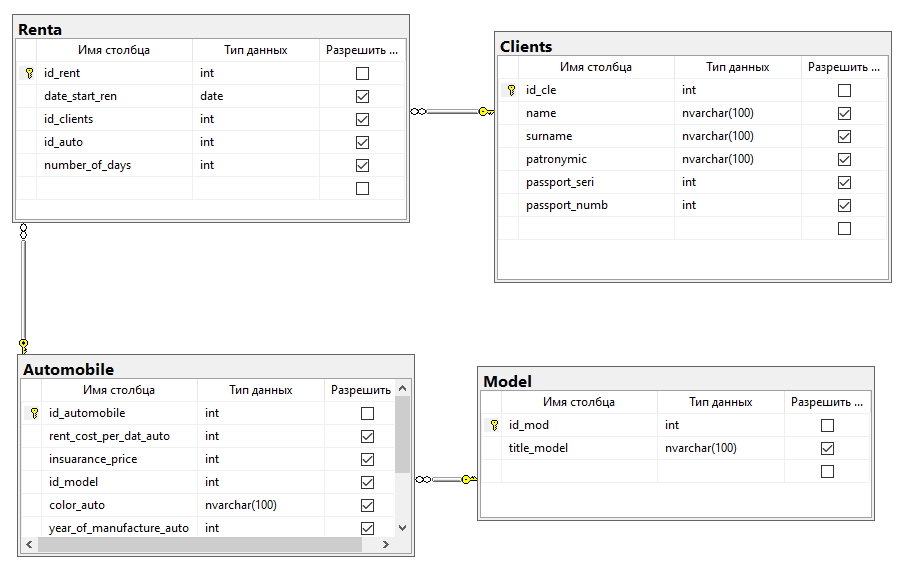 Renta
Имя столбца Тип данных Разрешить ...
id_rent int
date_start_ren date
id_clients int
id_auto int
number_of_days int
Clients
Имя столбца Тип данных Разрешить ...
id_cle int
name nvarchar(100)
surname nvarchar(100)
patronymic nvarchar(100)
passport_seri int
passport_numb int
Automobile
Имя столбца Тип данных Разрешить
id_automobile int
rent_cost_per_dat_auto int
insuarance_price int
id_model int
color_auto nvarchar(100)
year_of_manufacture_auto int
Model
Имя столбца Тип данных Разрешить ...
id_mod int
title_model nvarchar(100)